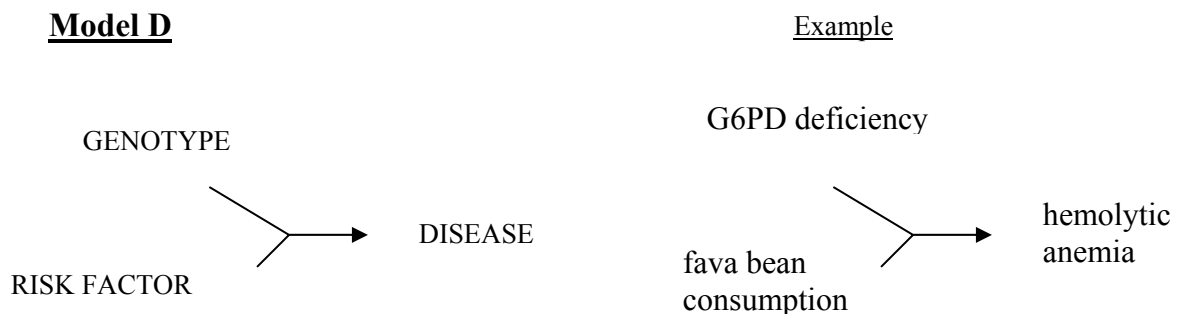 Model D
Example
GENOTYPE
RISK FACTOR
DISEASE
G6PD deficiency
fava bean
consumption
hemolytic
anemia